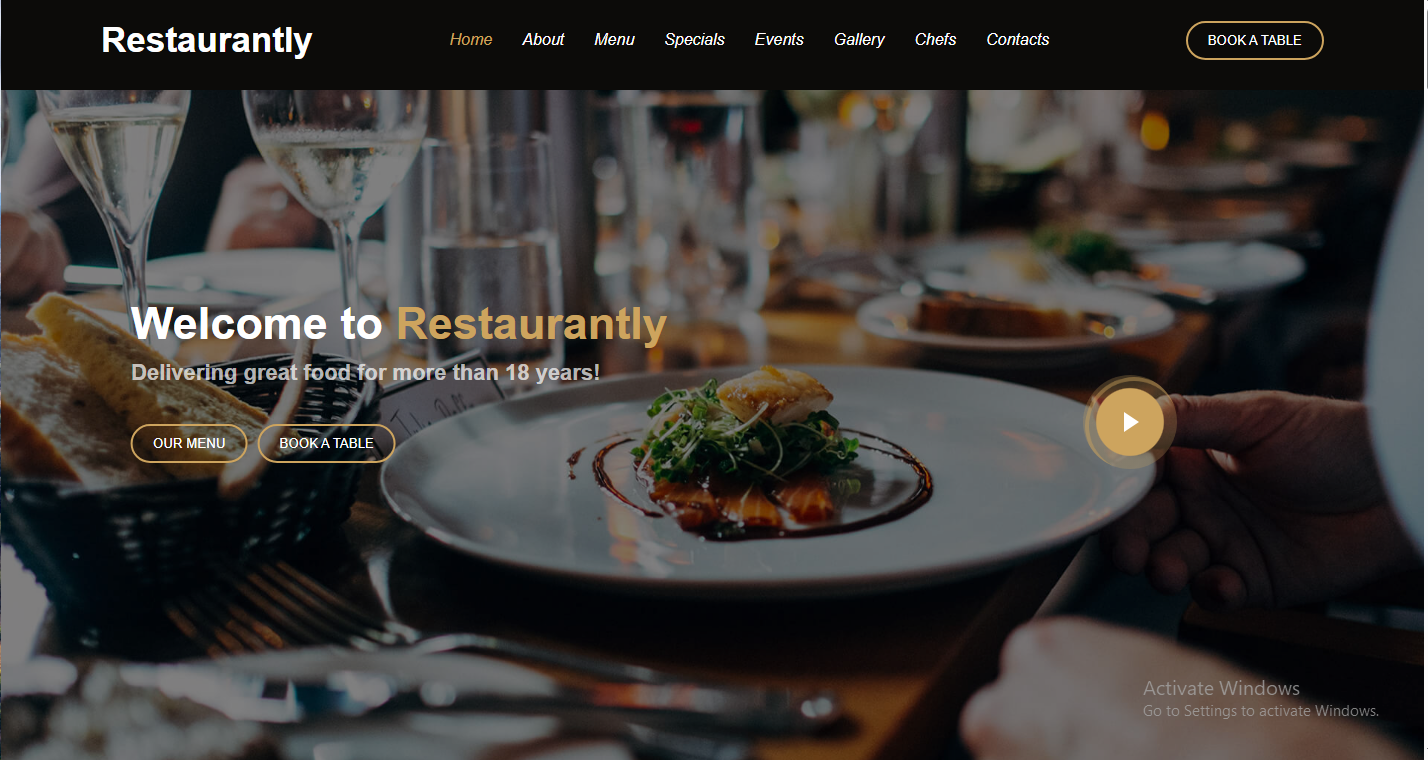 Restaurantly
Home About Menu Specials Events Gallery Chefs Contacts
BOOK A TABLE
Welcome to Restaurantly
Delivering great food for more than 18 years!
OUR MENU
BOOK A TABLE
Activate Windows
Go to Settings to activate Windows.